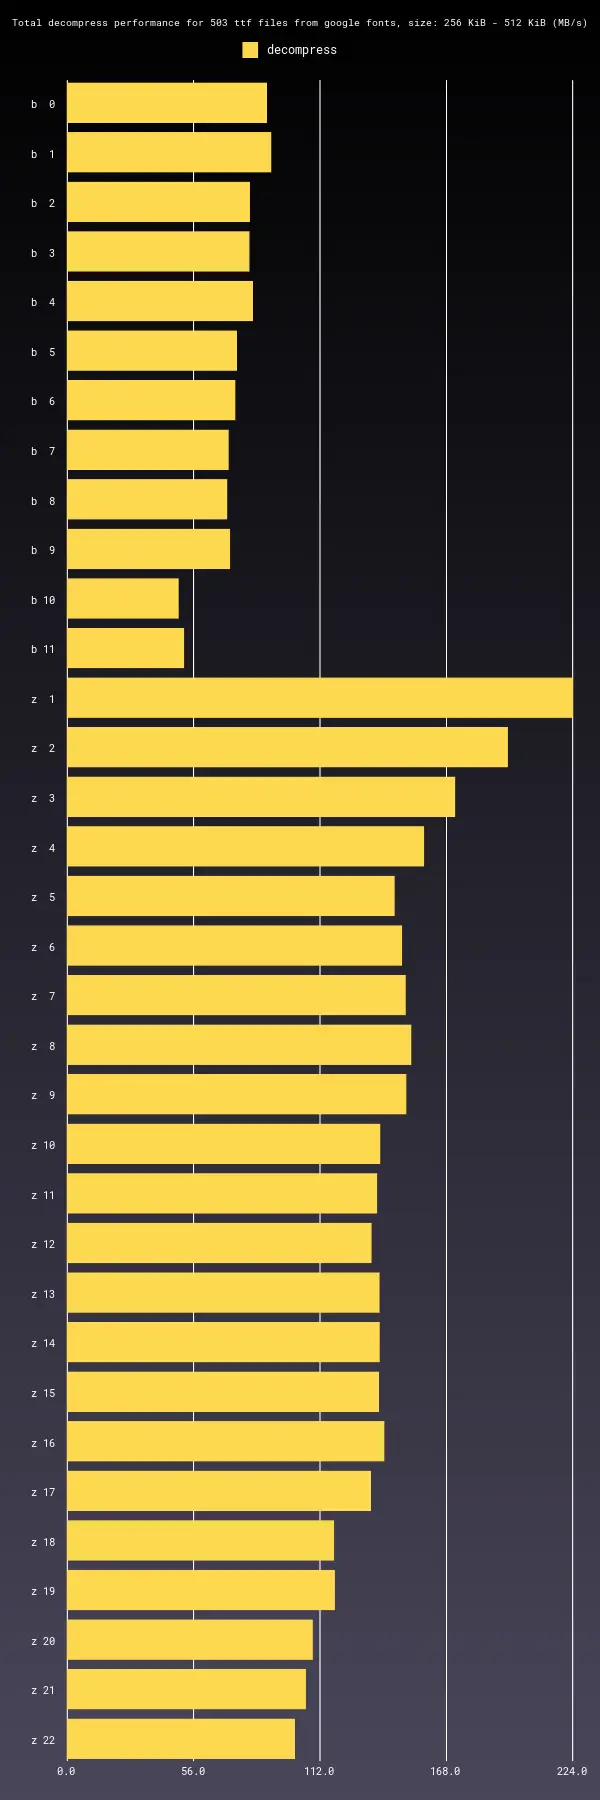 Total decompress performance for 503 ttf files from google fonts, size: 256 KiB - 512 KiB (MB/s)
decompress
b 0
b 1
b 2
b 3
b 4
b 5
b 6
b 7
b 8
b 9
b 10
b 11
z 1
z 2
z 3
z 4
z 5
z 6
z 7
z 8
z 9
z 10
z 11
z 12
z 13
z 14
z 15
z 16
z 17
z 18
z 19
z 20
z 21
z 22
0.0 56.0 112.0 168.0 224.0